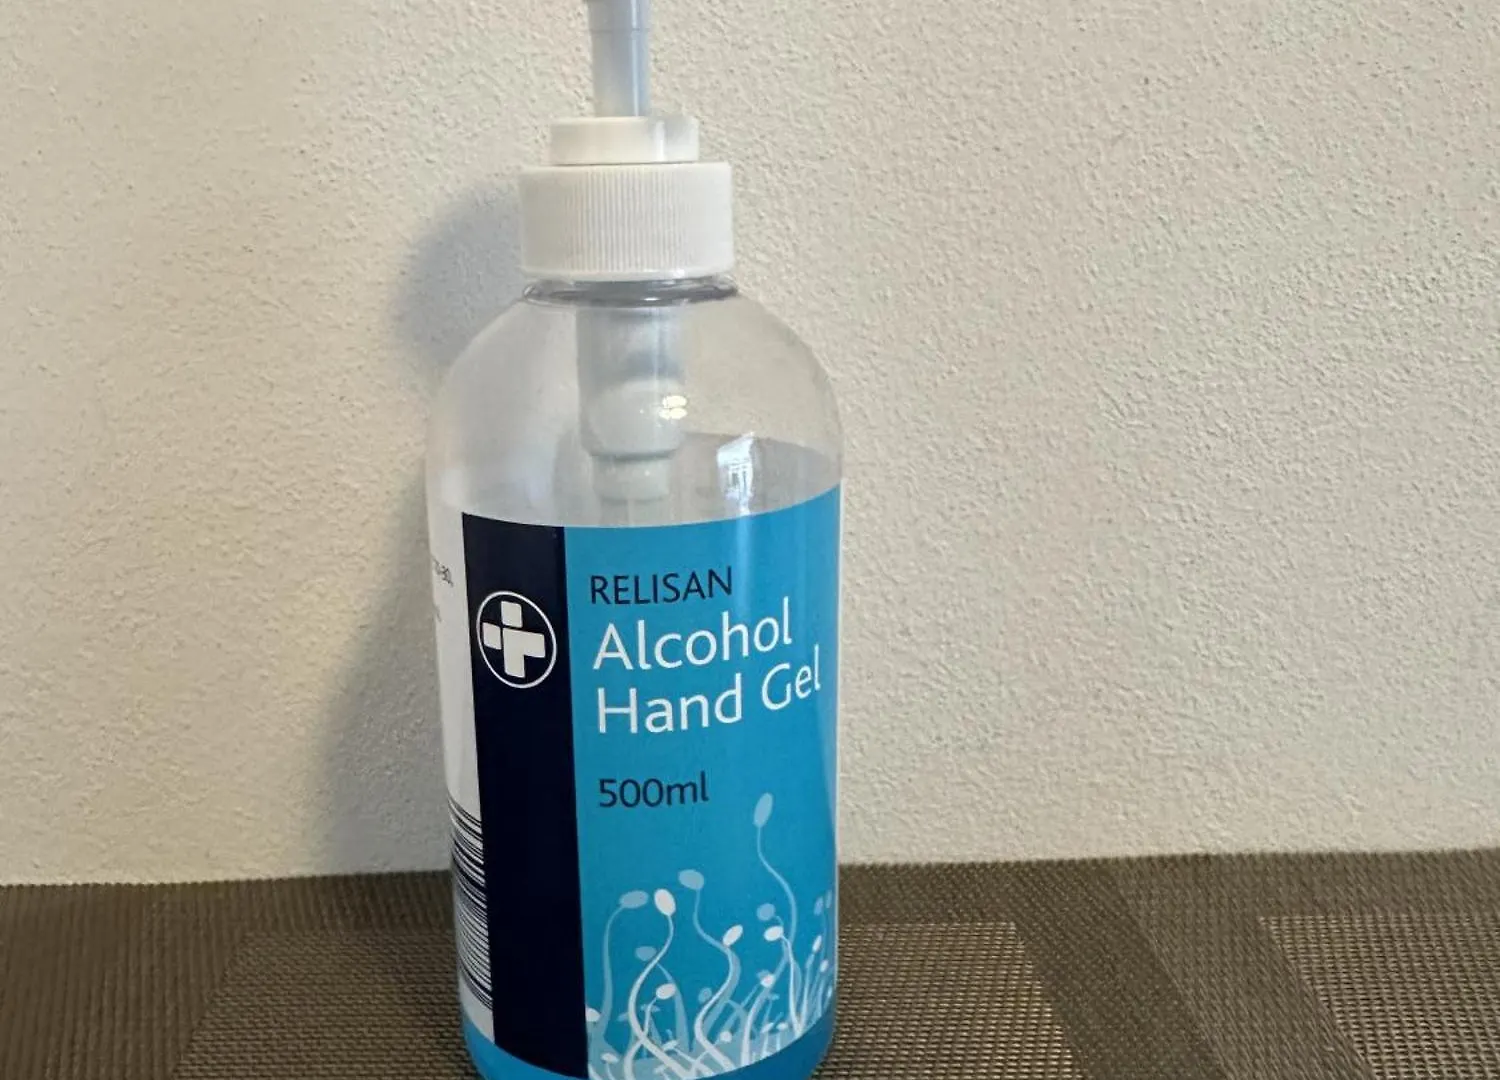 RELISAN
Alcohol
Hand Gel
500ml